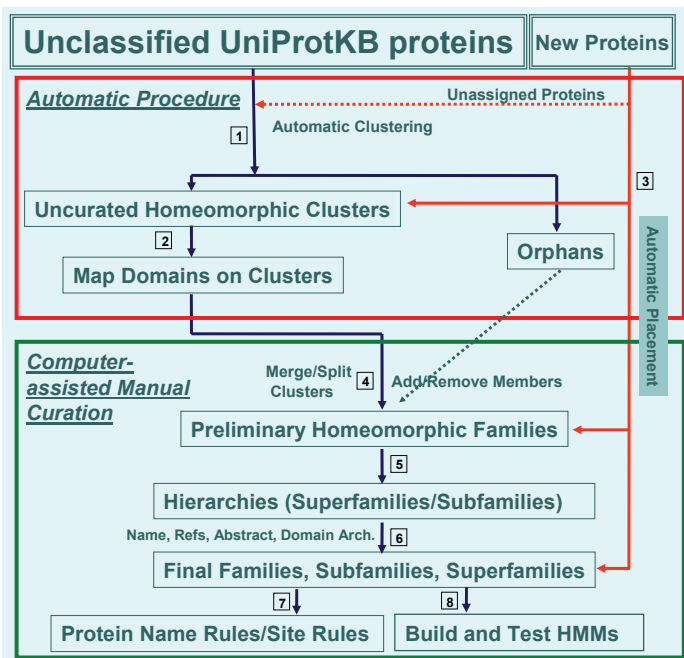 Unclassified UniProtKB proteins
New Proteins
Automatic Procedure
Unassigned Proteins
1
Automatic Clustering
3
Uncurated Homeomorphic Clusters
2
Orphans
Map Domains on Clusters
Automatic Placement
Computer-
assisted Manual
Curation
Merge/Split
Clusters
4
Add/Remove Members
Preliminary Homeomorphic Families
5
Hierarchies (Superfamilies/Subfamilies)
Name, Refs, Abstract, Domain Arch.
6
Final Families, Subfamilies, Superfamilies
7
8
Protein Name Rules/Site Rules
Build and Test HMMs